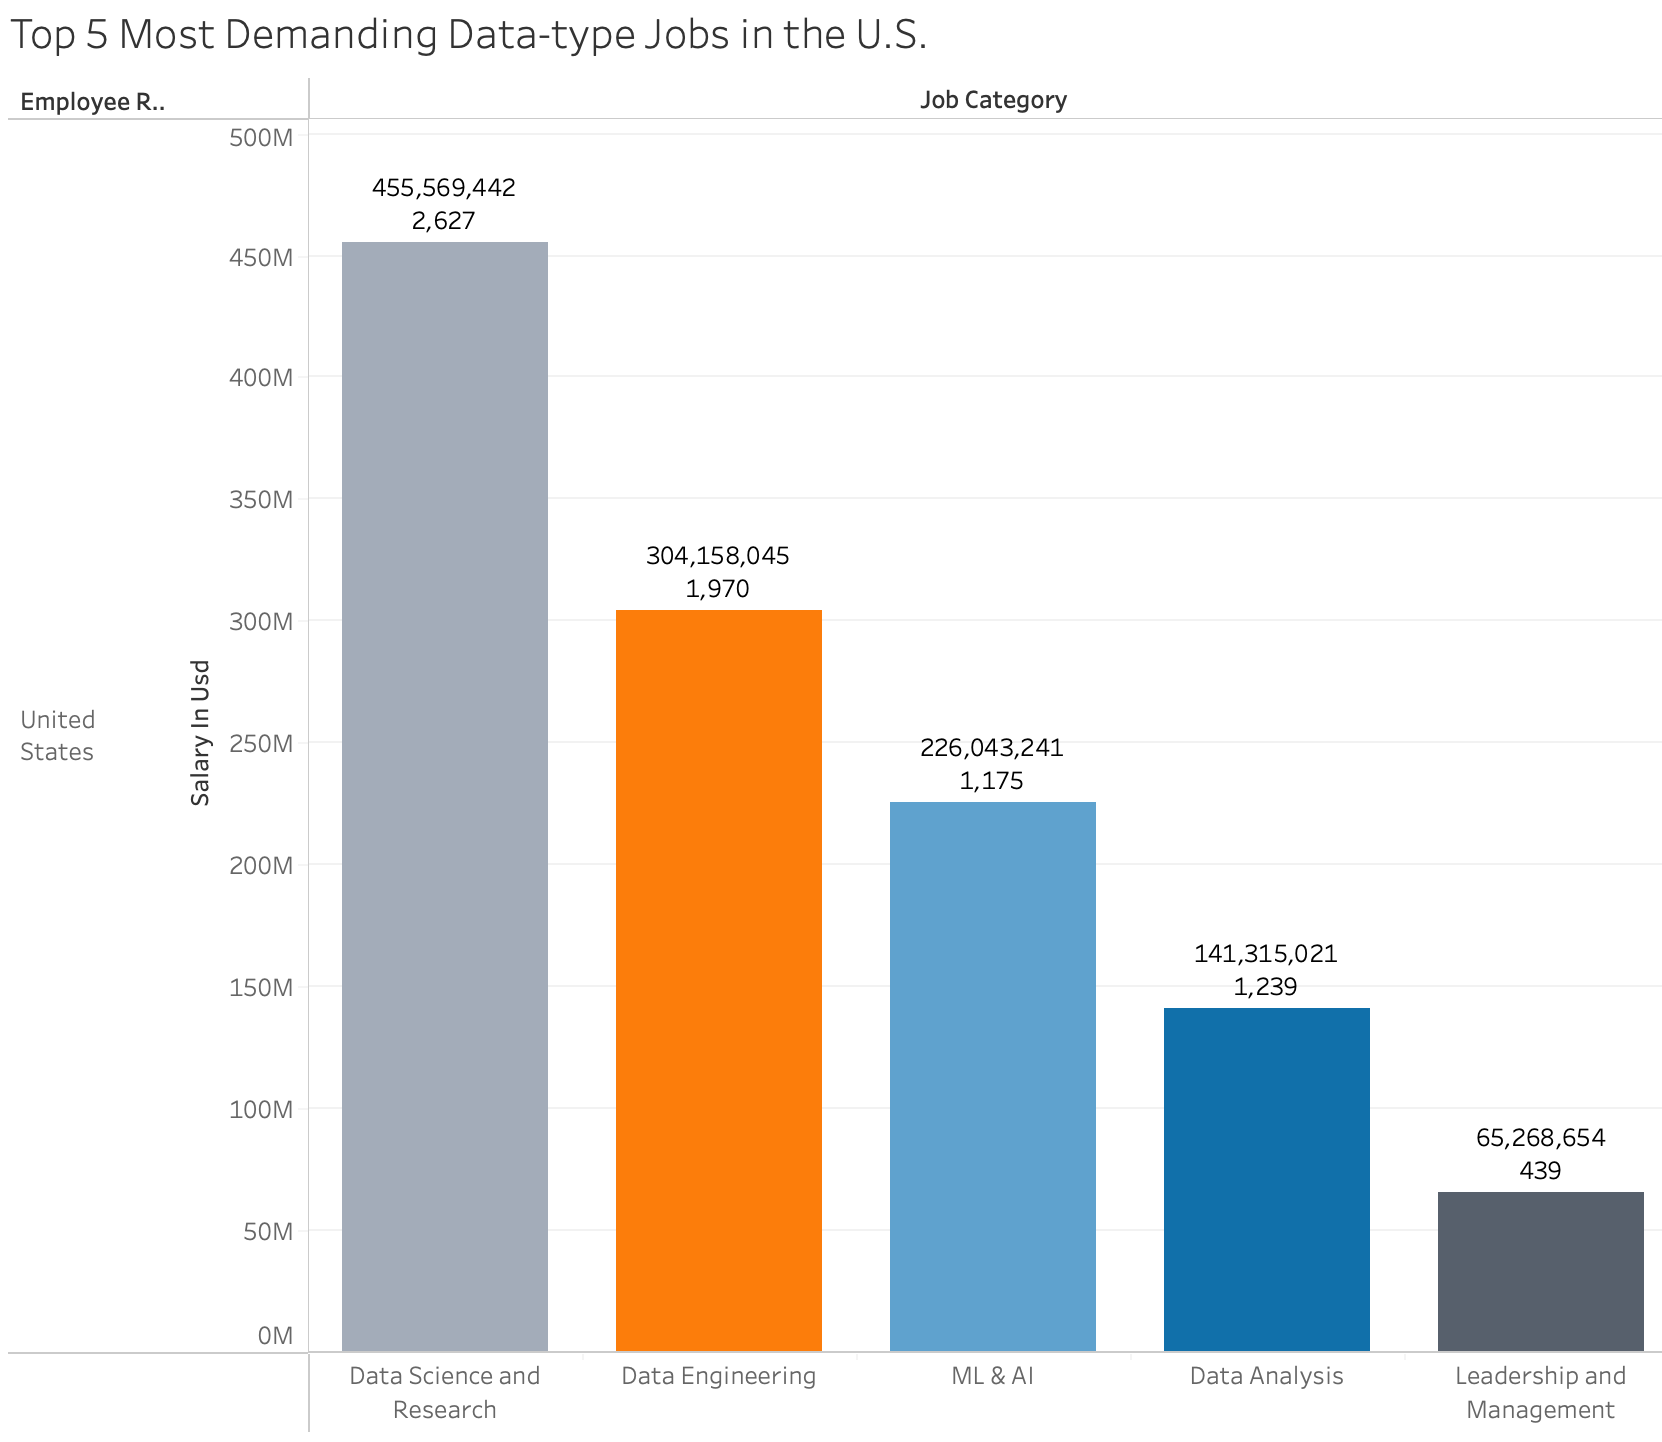 Top 5 Most Demanding Data-type Jobs in the U.S.
Employee R..
Job Category
500M
450M
400M
350M
300M
250M
200M
150M
100M
50M
0M
Salary In Usd
United
States
455,569,442
2,627
304,158,045
1,970
226,043,241
1,175
141,315,021
1,239
65,268,654
439
Data Science and
Research
Data Engineering
ML & AI
Data Analysis
Leadership and
Management